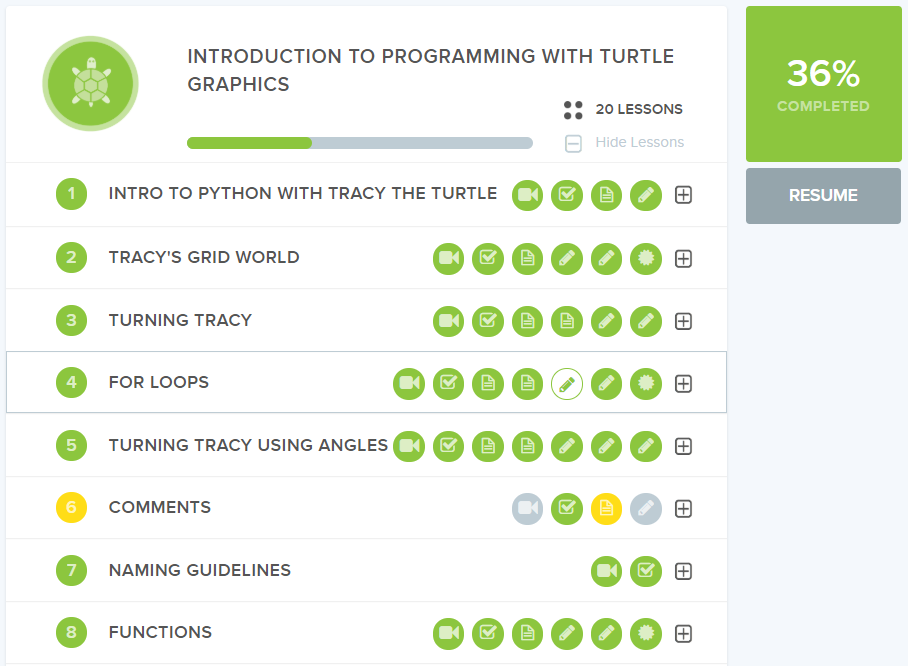 INTRODUCTION TO PROGRAMMING WITH TURTLE
GRAPHICS
20 LESSONS
Hide Lessons
36%
COMPLETED
RESUME
1 INTRO TO PYTHON WITH TRACY THE TURTLE
2 TRACY'S GRID WORLD
3 TURNING TRACY
4 FOR LOOPS
5 TURNING TRACY USING ANGLES
6 COMMENTS
7 NAMING GUIDELINES
8 FUNCTIONS